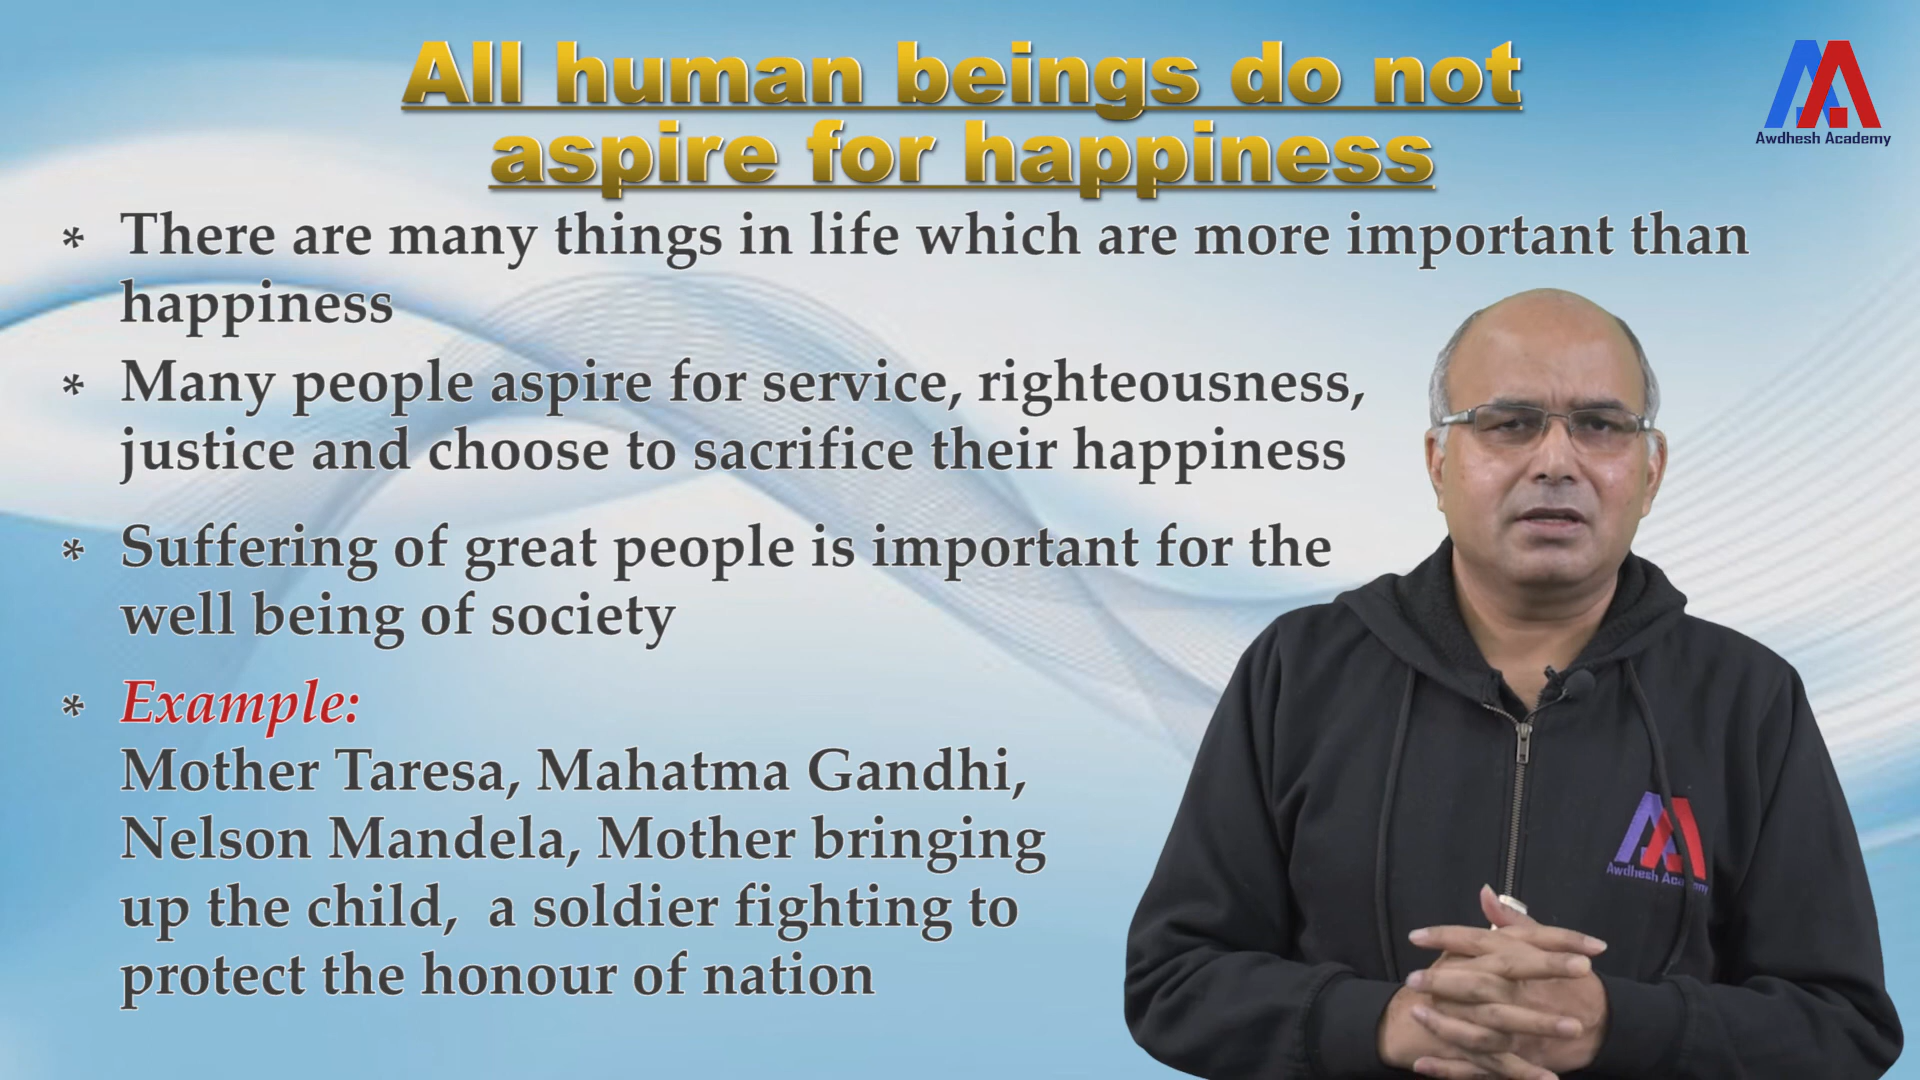 All human beings do not
aspire for happiness
Awdhesh Academy
* There are many things in life which are more important than
happiness
* Many people aspire for service, righteousness,
justice and choose to sacrifice their happiness
* Suffering of great people is important for the
well being of society
* Example:
Mother Taresa, Mahatma Gandhi,
Nelson Mandela, Mother bringing
up the child, a soldier fighting to
protect the honour of nation
Awdhesh Academy